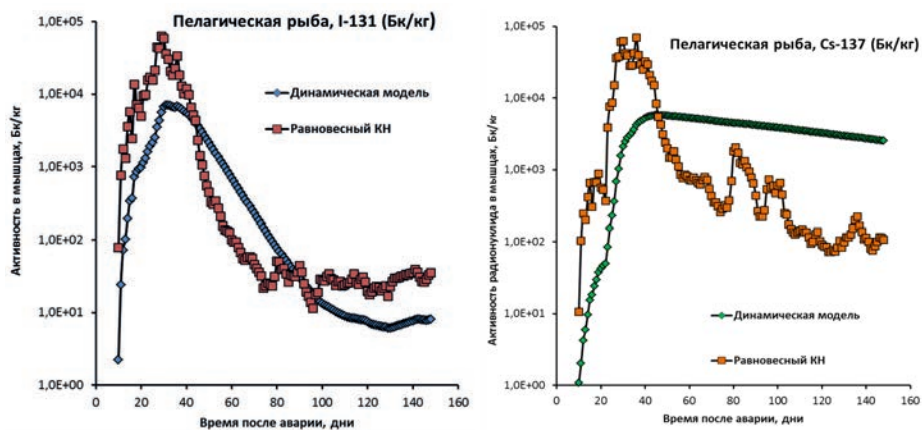 Пелагическая рыба, I-131 (Бк/кг)
Активность в мышцах, Бк/кг
1,0E+05
1,0E+04
1,0E+03
1,0E+02
1,0E+01
1,0E+00
Динамическая модель
Равновесный КН
0 20 40 60 80 100 120 140 160
Время после аварии, дни
Пелагическая рыба, Cs-137 (Бк/кг)
Активность радионуклида в мышцах, Бк/кг
1,0E+05
1,0E+04
1,0E+03
1,0E+02
1,0E+01
1,0E+00
Динамическая модель
Равновесный КН
0 20 40 60 80 100 120 140 160
Время после аварии, дни